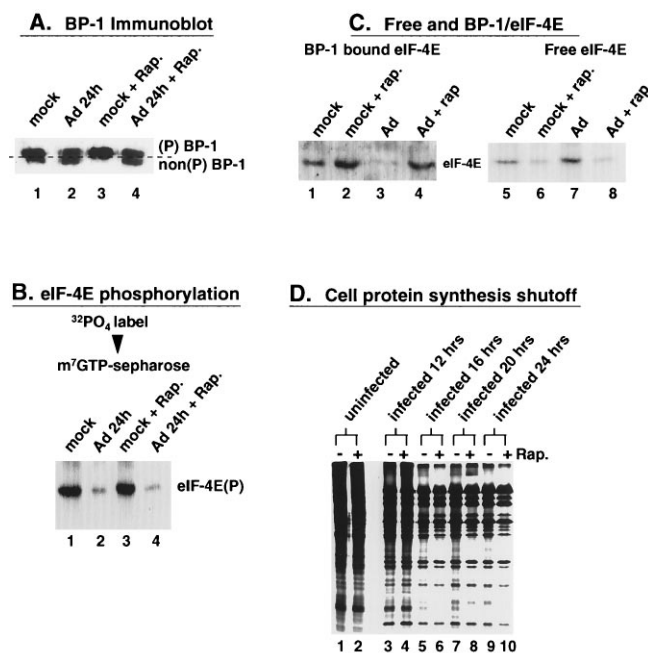 A. BP-1 Immunoblot
mock
Ad 24h
mock + Rap.
Ad 24h + Rap.
(P) BP-1
non(P) BP-1
1 2 3 4
C. Free and BP-1/eIF-4E
BP-1 bound eIF-4E
Free eIF-4E
mock
mock + rap.
Ad
Ad + rap
mock
mock + rap.
Ad
Ad + rap
eIF-4E
1 2 3 4
5 6 7 8
B. eIF-4E phosphorylation
³²PO₄ label
m⁷GTP-sepharose
mock
Ad 24h
mock + Rap.
Ad 24h + Rap.
eIF-4E(P)
1 2 3 4
D. Cell protein synthesis shutoff
uninfected
infected 12 hrs
infected 16 hrs
infected 20 hrs
infected 24 hrs
- + - + - + - + - + Rap.
1 2 3 4 5 6 7 8 9 10